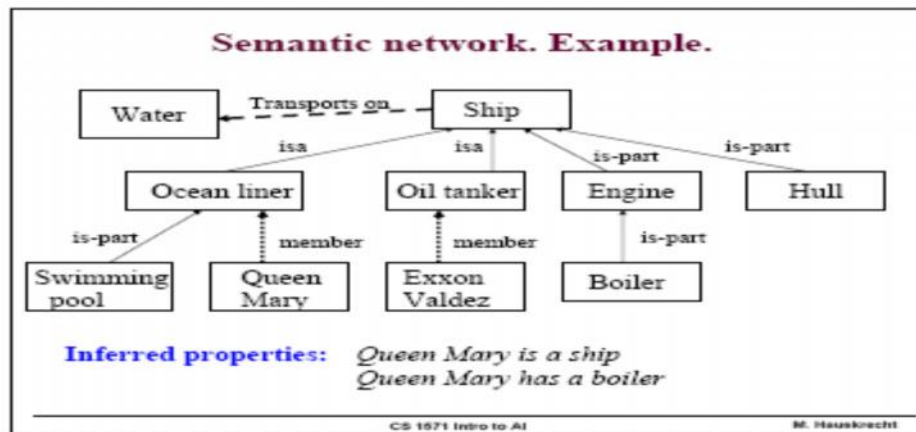 Semantic network. Example.
Water
Transports on
Ship
isa
isa
is-part
is-part
Ocean liner
Oil tanker
Engine
Hull
is-part
member
member
is-part
Swimming
pool
Queen
Mary
Exxon
Valdez
Boiler
Inferred properties: Queen Mary is a ship
Queen Mary has a boiler
CS 1571 Intro to AI
M. Hauskrecht